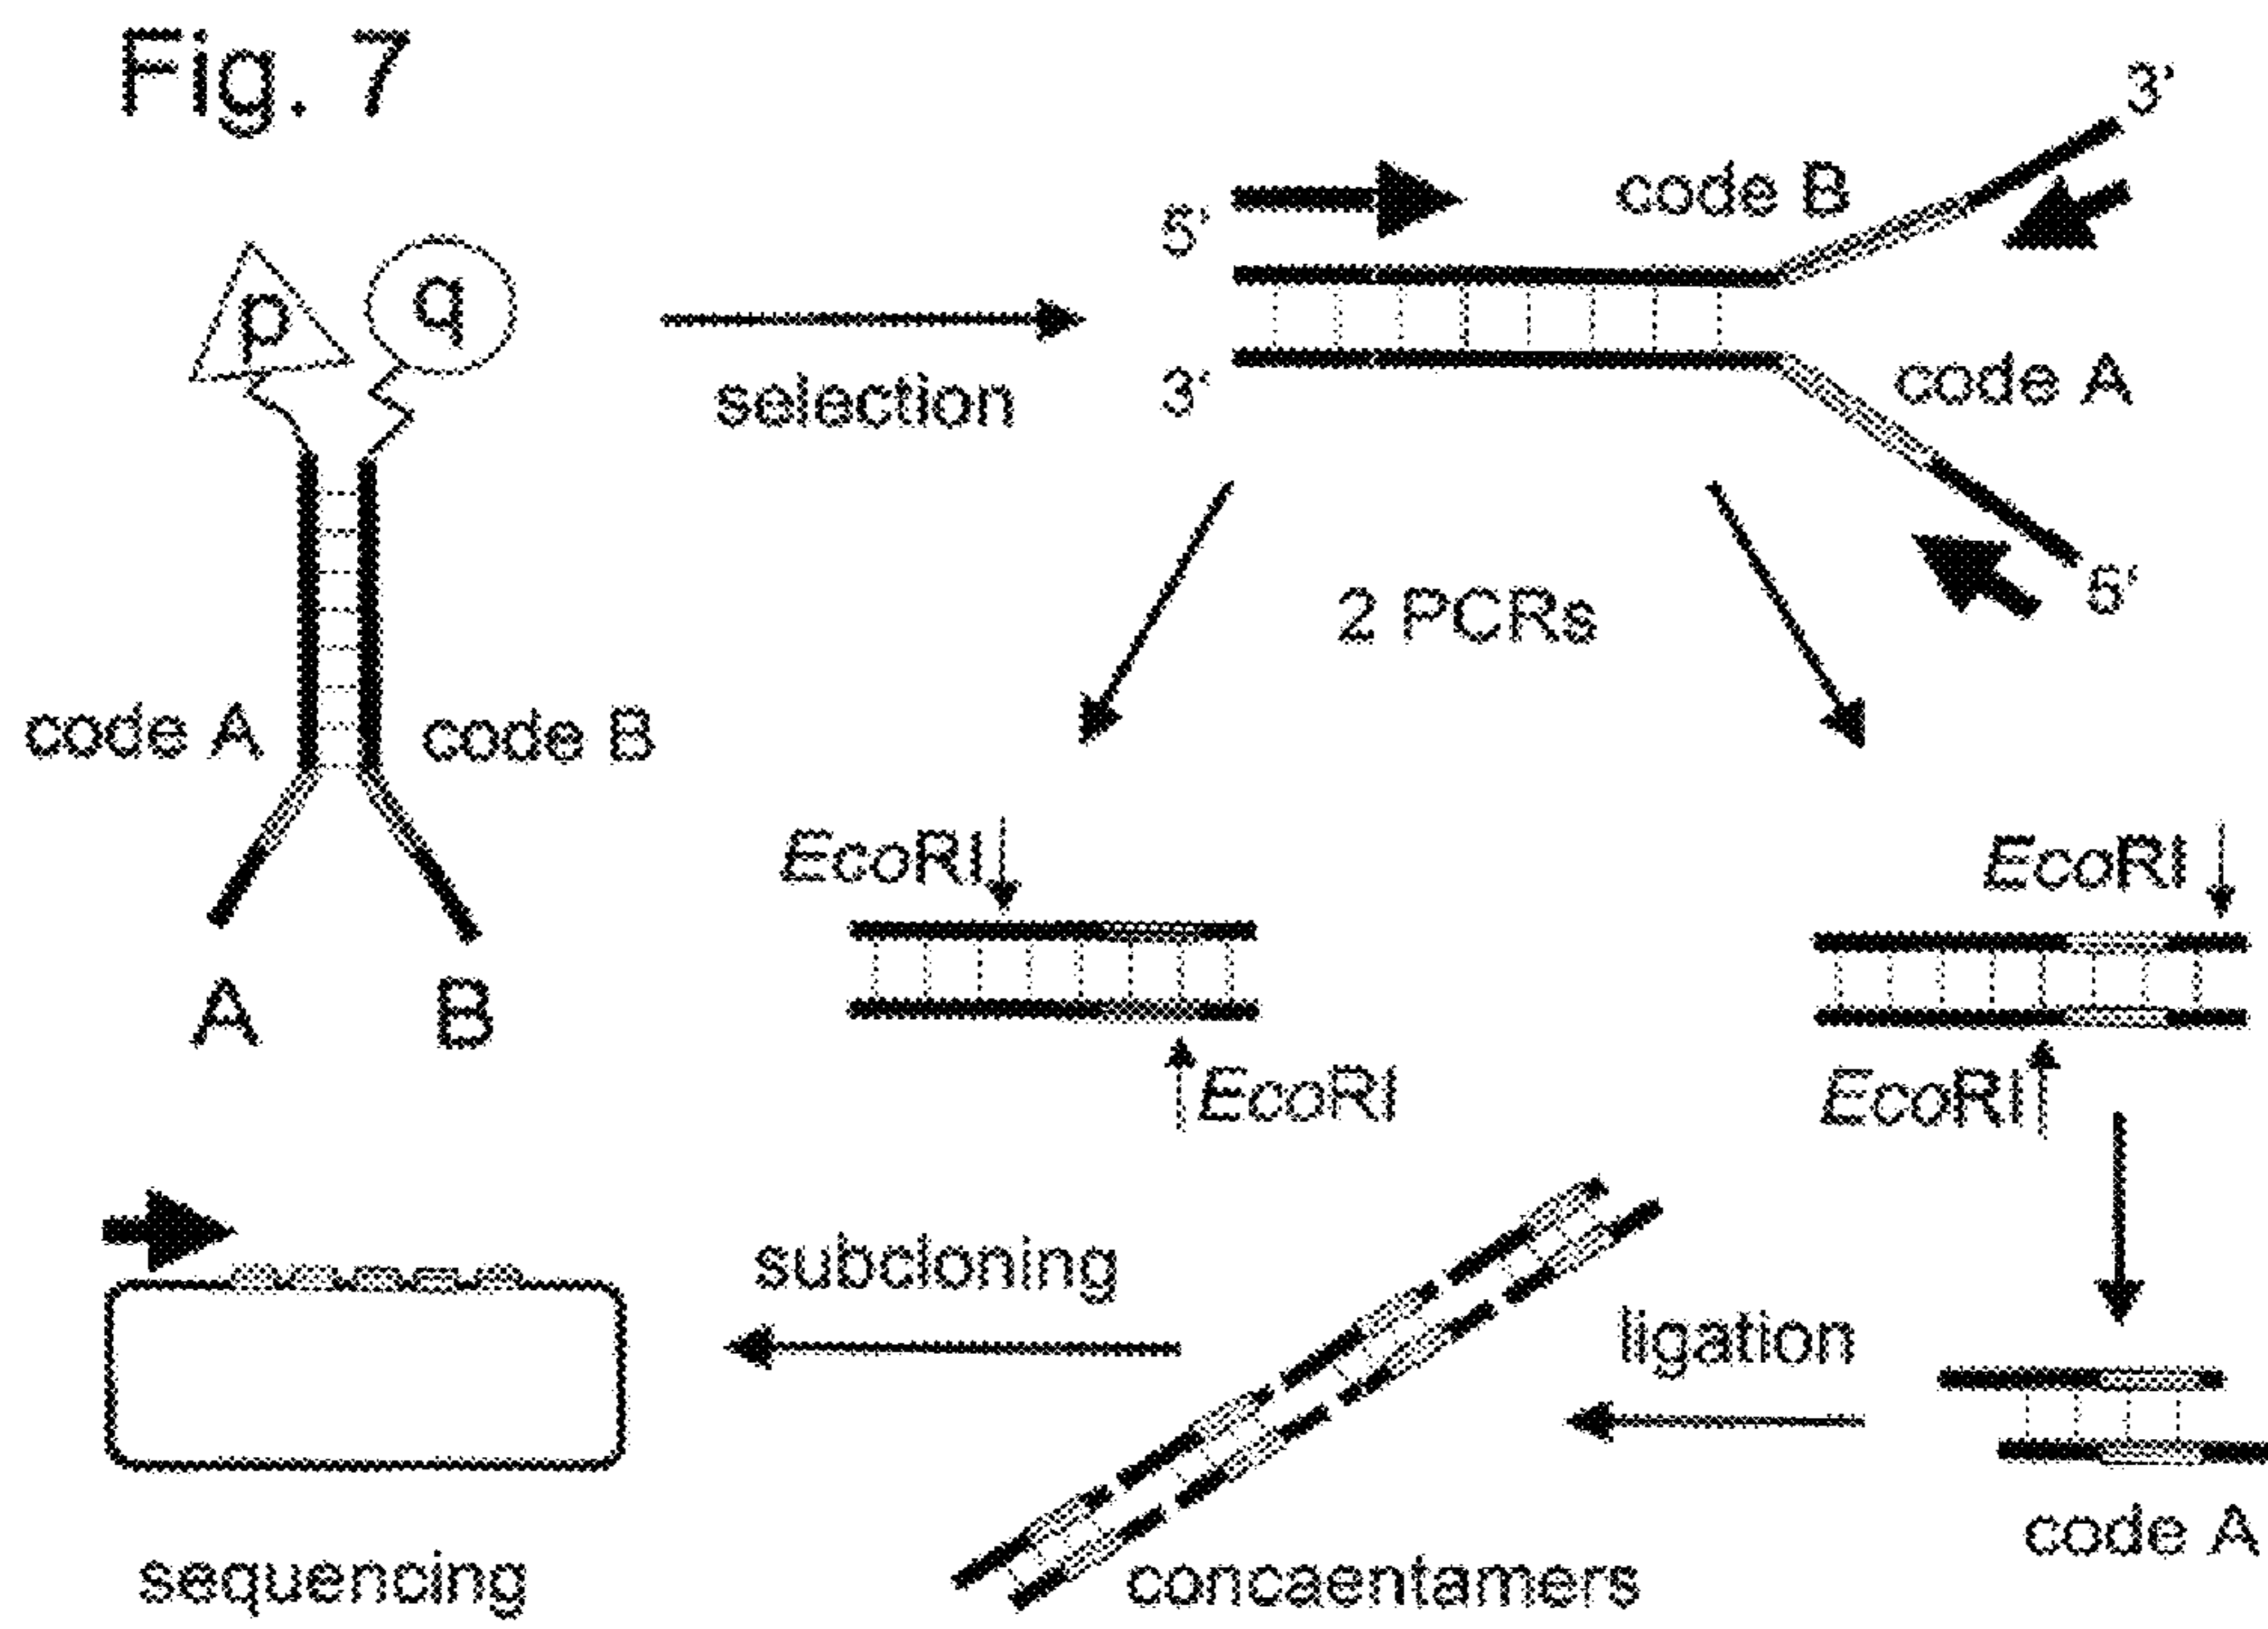 Fig. 7
3'
5'
code B
p
q
selection
3'
code A
5'
2 PCRs
code A
code B
A
B
EcoRI
EcoRI
EcoRI
EcoRI
subcloning
ligation
code A
concaentamers
sequencing